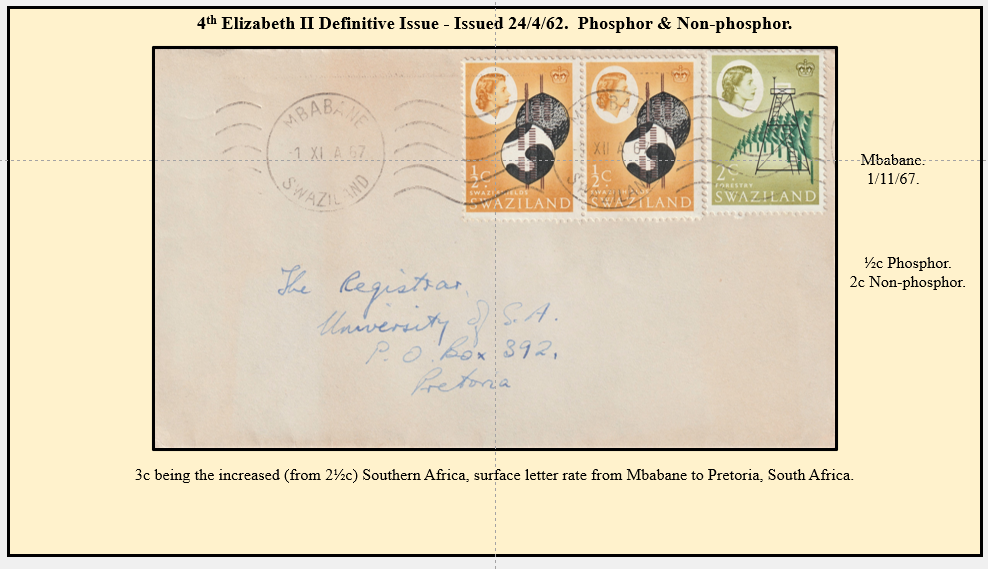 4th Elizabeth II Definitive Issue - Issued 24/4/62.  Phosphor & Non-phosphor.
MBABANE
1 XI A 67
SWAZILAND
½c.
SWAZI SHIELDS
SWAZILAND
½c.
SWAZILAND
2c.
FORESTRY
SWAZILAND
Mbabane.
1/11/67.
½c Phosphor.
2c Non-phosphor.
The Registrar,
University of S.A.
P.O. Box 392,
Pretoria
3c being the increased (from 2½c) Southern Africa, surface letter rate from Mbabane to Pretoria, South Africa.